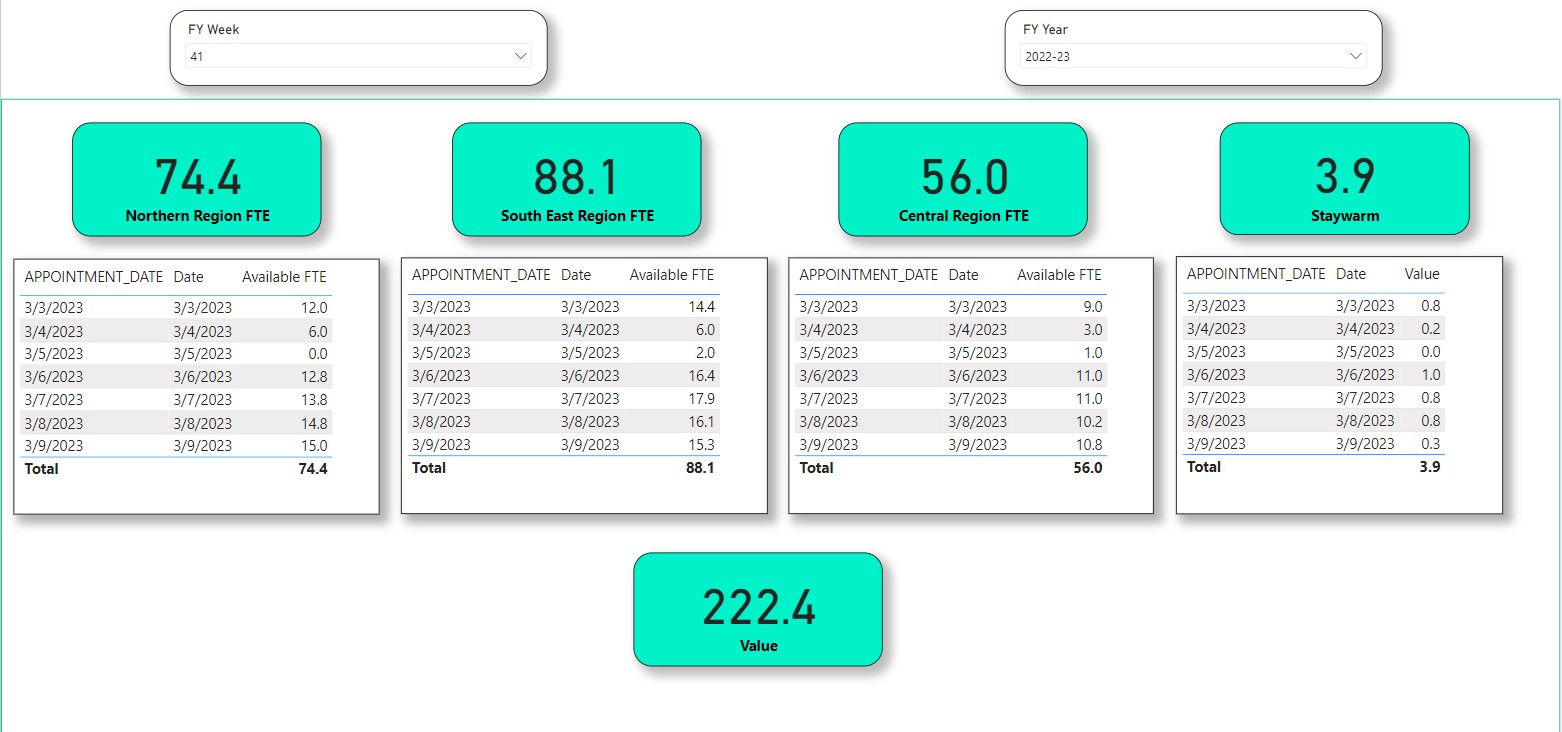 FY Week
41
FY Year
2022-23
74.4
Northern Region FTE
88.1
South East Region FTE
56.0
Central Region FTE
3.9
Staywarm
APPOINTMENT_DATE Date Available FTE
3/3/2023 3/3/2023 12.0
3/4/2023 3/4/2023 6.0
3/5/2023 3/5/2023 0.0
3/6/2023 3/6/2023 12.8
3/7/2023 3/7/2023 13.8
3/8/2023 3/8/2023 14.8
3/9/2023 3/9/2023 15.0
Total 74.4
APPOINTMENT_DATE Date Available FTE
3/3/2023 3/3/2023 14.4
3/4/2023 3/4/2023 6.0
3/5/2023 3/5/2023 2.0
3/6/2023 3/6/2023 16.4
3/7/2023 3/7/2023 17.9
3/8/2023 3/8/2023 16.1
3/9/2023 3/9/2023 15.3
Total 88.1
APPOINTMENT_DATE Date Available FTE
3/3/2023 3/3/2023 9.0
3/4/2023 3/4/2023 3.0
3/5/2023 3/5/2023 1.0
3/6/2023 3/6/2023 11.0
3/7/2023 3/7/2023 11.0
3/8/2023 3/8/2023 10.2
3/9/2023 3/9/2023 10.8
Total 56.0
APPOINTMENT_DATE Date Value
3/3/2023 3/3/2023 0.8
3/4/2023 3/4/2023 0.2
3/5/2023 3/5/2023 0.0
3/6/2023 3/6/2023 1.0
3/7/2023 3/7/2023 0.8
3/8/2023 3/8/2023 0.8
3/9/2023 3/9/2023 0.3
Total 3.9
222.4
Value